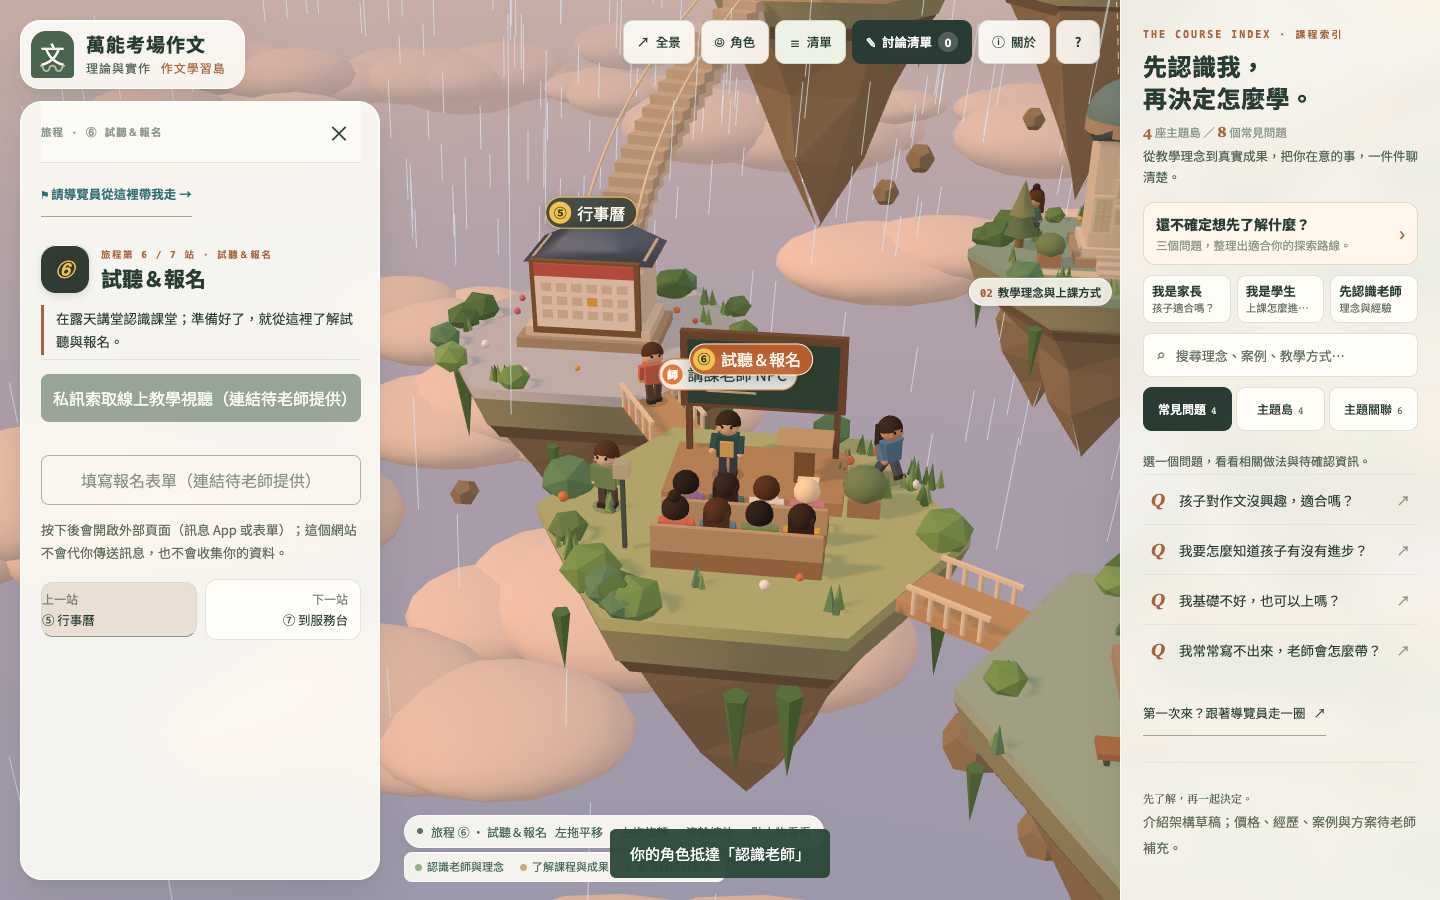 文
萬能考場作文
理論與實作 作文學習島
↗ 全景
☺ 角色
≡ 清單
✎ 討論清單 0
ⓘ 關於
?
旅程 · ⑥ 試聽＆報名
⚑ 請導覽員從這裡帶我走 →
⑥
旅程第 6 / 7 站 · 試聽＆報名
試聽＆報名
在露天講堂認識課堂；準備好了，就從這裡了解試
聽與報名。
私訊索取線上教學視聽（連結待老師提供）
填寫報名表單（連結待老師提供）
按下後會開啟外部頁面（訊息 App 或表單）；這個網站
不會代你傳送訊息，也不會收集你的資料。
上一站
⑤ 行事曆
下一站
⑦ 到服務台
⑤ 行事曆
⑥ 試聽＆報名
師 講課老師 NPC
02 教學理念與上課方式
旅程 ⑥ · 試聽＆報名 左拖平移
認識老師與理念
了解課程與成果
你的角色抵達「認識老師」
THE COURSE INDEX · 課程索引
先認識我，
再決定怎麼學。
4 座主題島 ／ 8 個常見問題
從教學理念到真實成果，把你在意的事，一件件聊
清楚。
還不確定想先了解什麼？
三個問題，整理出適合你的探索路線。
›
我是家長
孩子適合嗎？
我是學生
上課怎麼進…
先認識老師
理念與經驗
搜尋理念、案例、教學方式…
常見問題 4
主題島 4
主題關聯 6
選一個問題，看看相關做法與待確認資訊。
Q 孩子對作文沒興趣，適合嗎？ ↗
Q 我要怎麼知道孩子有沒有進步？ ↗
Q 我基礎不好，也可以上嗎？ ↗
Q 我常常寫不出來，老師會怎麼帶？ ↗
第一次來？跟著導覽員走一圈 ↗
先了解，再一起決定。
介紹架構草稿；價格、經歷、案例與方案待老師
補充。